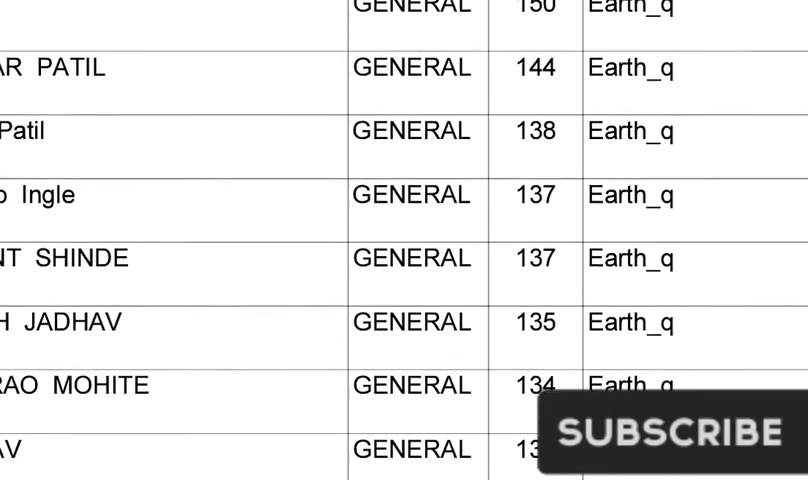 GENERAL 150 Earth_q
AR PATIL GENERAL 144 Earth_q
Patil GENERAL 138 Earth_q
o Ingle GENERAL 137 Earth_q
NT SHINDE GENERAL 137 Earth_q
H JADHAV GENERAL 135 Earth_q
RAO MOHITE GENERAL 134 Earth_q
AV GENERAL
SUBSCRIBE